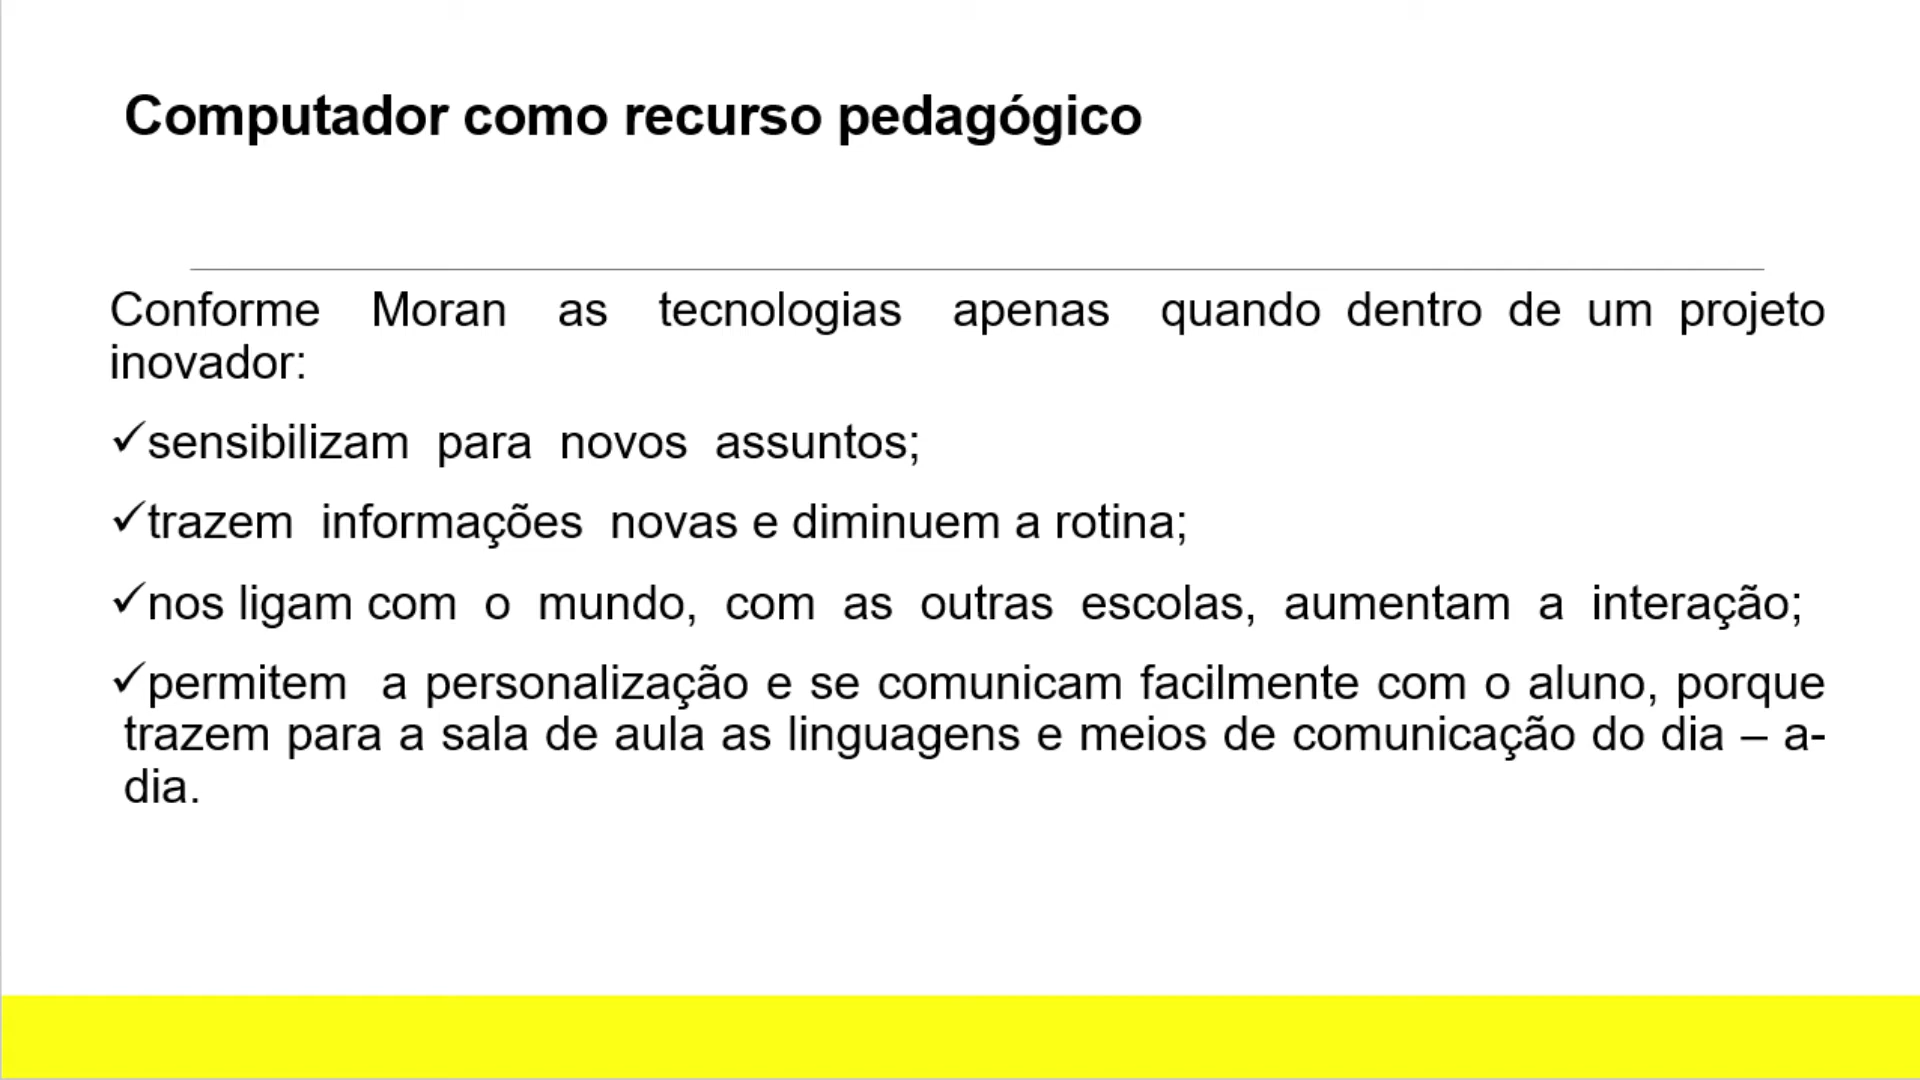 Computador como recurso pedagógico
Conforme Moran as tecnologias apenas quando dentro de um projeto
inovador:
✓sensibilizam para novos assuntos;
✓trazem informações novas e diminuem a rotina;
✓nos ligam com o mundo, com as outras escolas, aumentam a interação;
✓permitem a personalização e se comunicam facilmente com o aluno, porque
trazem para a sala de aula as linguagens e meios de comunicação do dia – a-
dia.